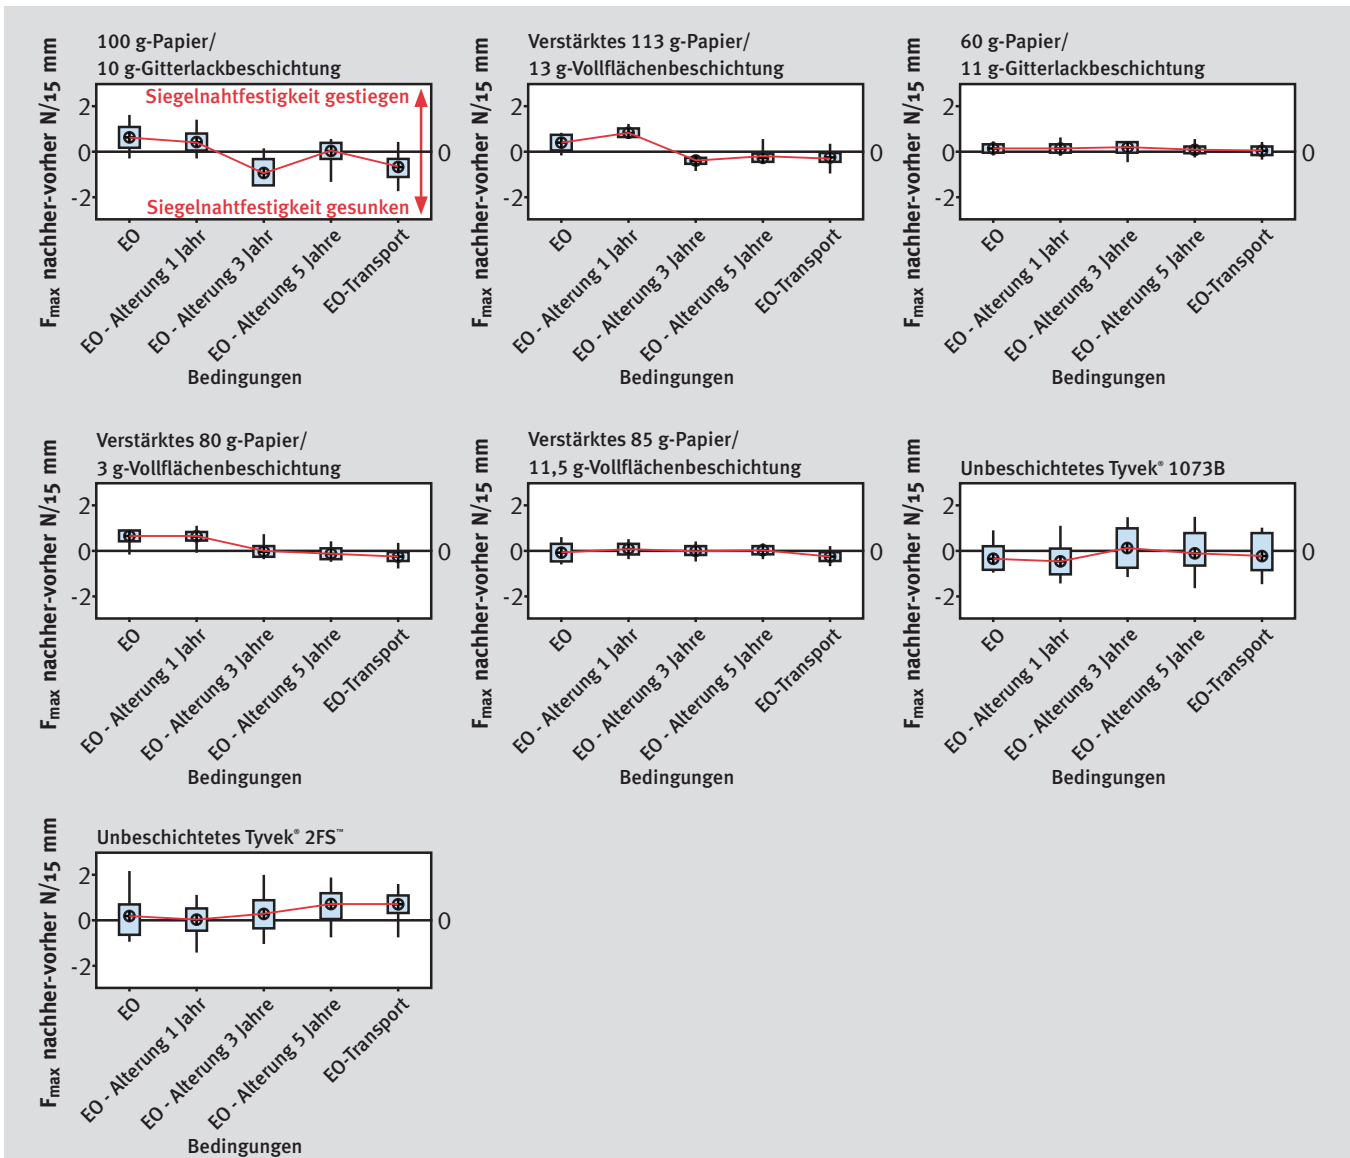 100 g-Papier/
10 g-Gitterlackbeschichtung
Fmax nachher-vorher N/15 mm
2
0
-2
0
Siegelnahtfestigkeit gestiegen
Siegelnahtfestigkeit gesunken
EO
EO - Alterung 1 Jahr
EO - Alterung 3 Jahr
EO - Alterung 5 Jahre
EO-Transport
Bedingungen
Verstärktes 113 g-Papier/
13 g-Vollflächenbeschichtung
Fmax nachher-vorher N/15 mm
2
0
-2
0
EO
EO - Alterung 1 Jahr
EO - Alterung 3 Jahre
EO - Alterung 5 Jahre
EO-Transport
Bedingungen
60 g-Papier/
11 g-Gitterlackbeschichtung
Fmax nachher-vorher N/15 mm
2
0
-2
0
EO
EO - Alterung 1 Jahr
EO - Alterung 3 Jahre
EO - Alterung 5 Jahre
EO-Transport
Bedingungen
Verstärktes 80 g-Papier/
3 g-Vollflächenbeschichtung
Fmax nachher-vorher N/15 mm
2
0
-2
0
EO
EO - Alterung 1 Jahr
EO - Alterung 3 Jahre
EO - Alterung 5 Jahre
EO-Transport
Bedingungen
Verstärktes 85 g-Papier/
11,5 g-Vollflächenbeschichtung
Fmax nachher-vorher N/15 mm
2
0
-2
0
EO
EO - Alterung 1 Jahr
EO - Alterung 3 Jahre
EO - Alterung 5 Jahre
EO-Transport
Bedingungen
Unbeschichtetes Tyvek® 1073B
Fmax nachher-vorher N/15 mm
2
0
-2
0
EO
EO - Alterung 1 Jahr
EO - Alterung 3 Jahre
EO - Alterung 5 Jahre
EO-Transport
Bedingungen
Unbeschichtetes Tyvek® 2FS™
Fmax nachher-vorher N/15 mm
2
0
-2
0
EO
EO - Alterung 1 Jahr
EO - Alterung 3 Jahre
EO - Alterung 5 Jahre
EO-Transport
Bedingungen